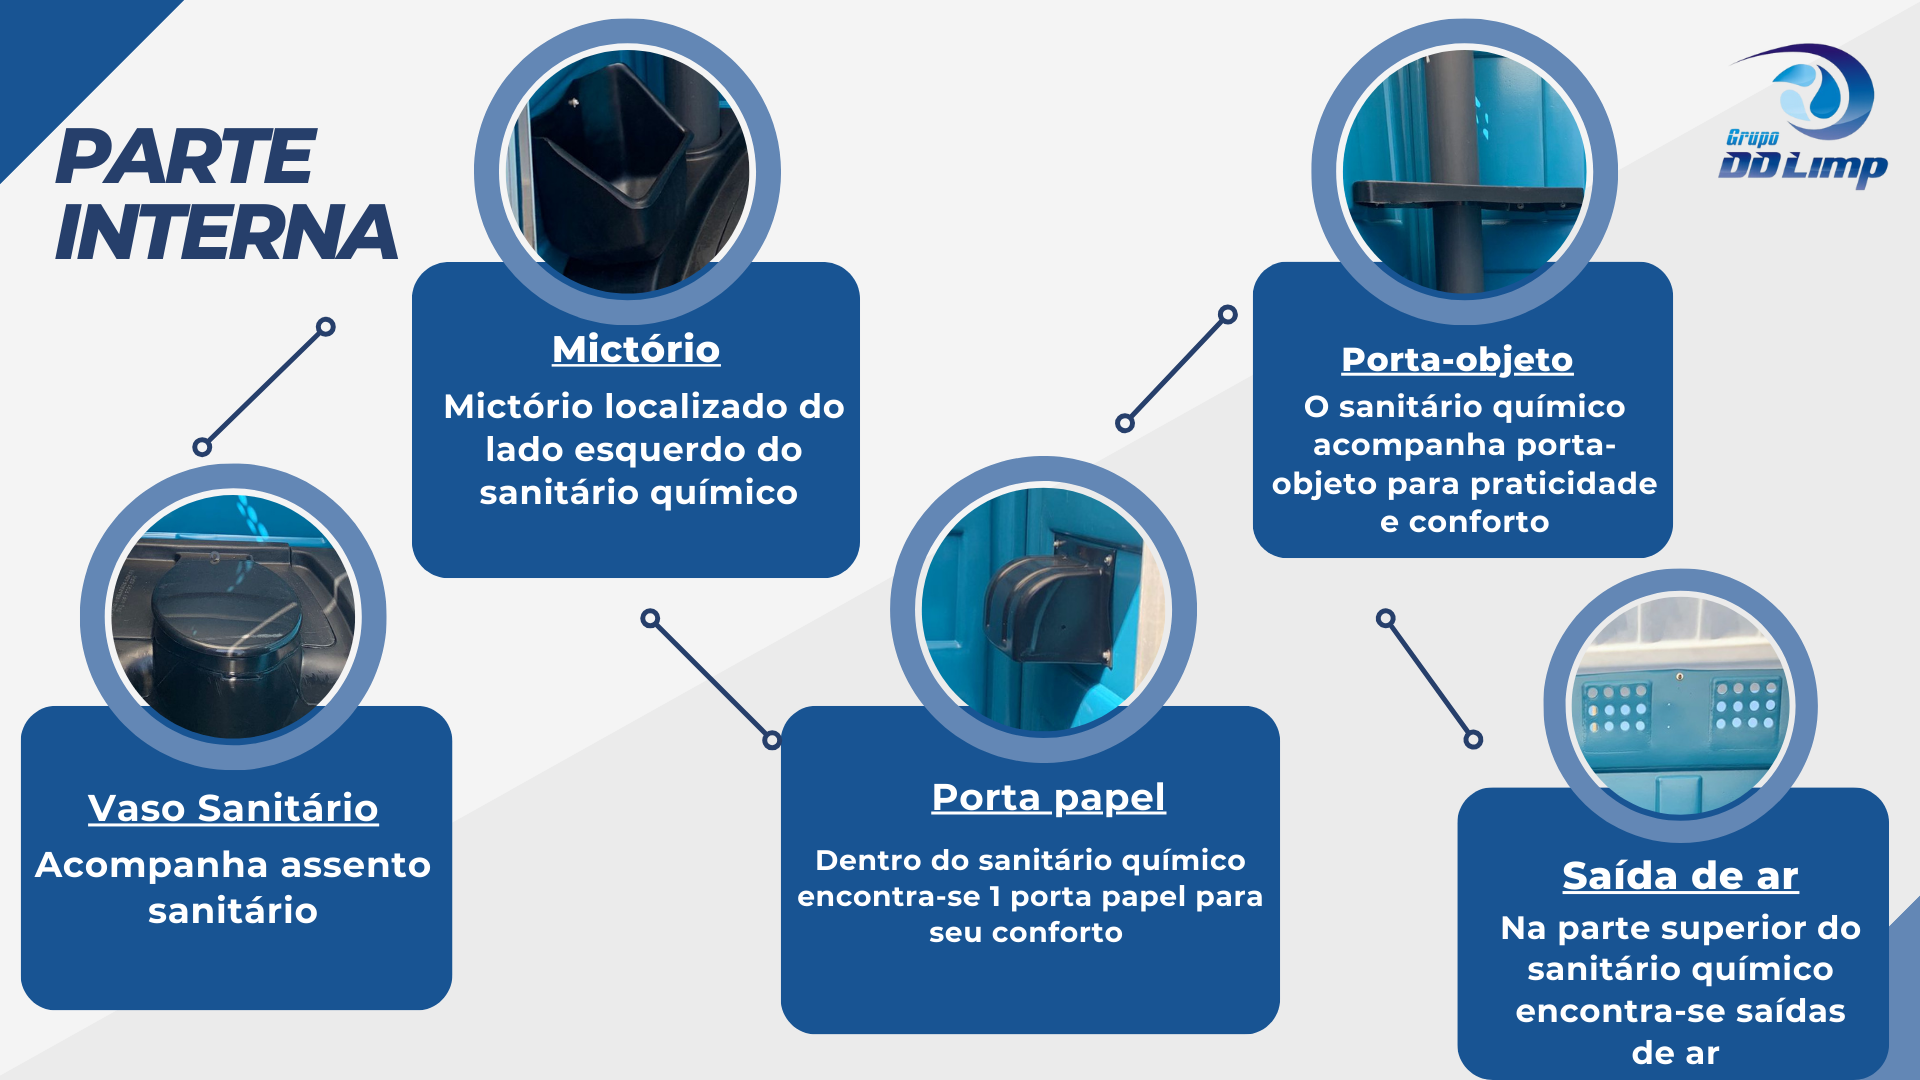 PARTE
INTERNA
Grupo
DDLimp
Mictório
Mictório localizado do
lado esquerdo do
sanitário químico
Porta-objeto
O sanitário químico
acompanha porta-
objeto para praticidade
e conforto
Vaso Sanitário
Acompanha assento
sanitário
Porta papel
Dentro do sanitário químico
encontra-se 1 porta papel para
seu conforto
Saída de ar
Na parte superior do
sanitário químico
encontra-se saídas
de ar